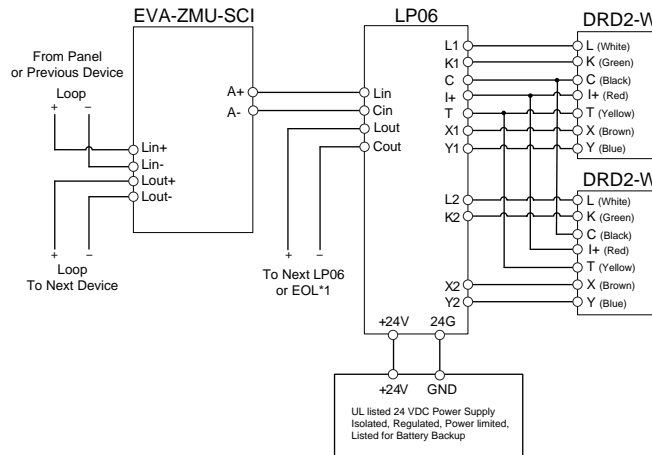 EVA-ZMU-SCI
LP06
DRD2-W
From Panel
or Previous Device
Loop
+ −
A+
A-
Lin+
Lin-
Lout+
Lout-
+ −
Loop
To Next Device
Lin
Cin
Lout
Cout
+ −
To Next LP06
or EOL*1
L1
K1
C
I+
T
X1
Y1
L2
K2
X2
Y2
+24V 24G
L (White)
K (Green)
C (Black)
I+ (Red)
T (Yellow)
X (Brown)
Y (Blue)
DRD2-W
L (White)
K (Green)
C (Black)
I+ (Red)
T (Yellow)
X (Brown)
Y (Blue)
+24V GND
UL listed 24 VDC Power Supply
Isolated, Regulated, Power limited,
Listed for Battery Backup